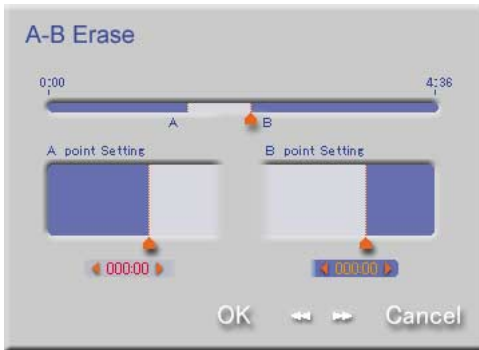 A-B Erase
0:00 4:36
A B
A point Setting B point Setting
000:00 000:00
OK Cancel